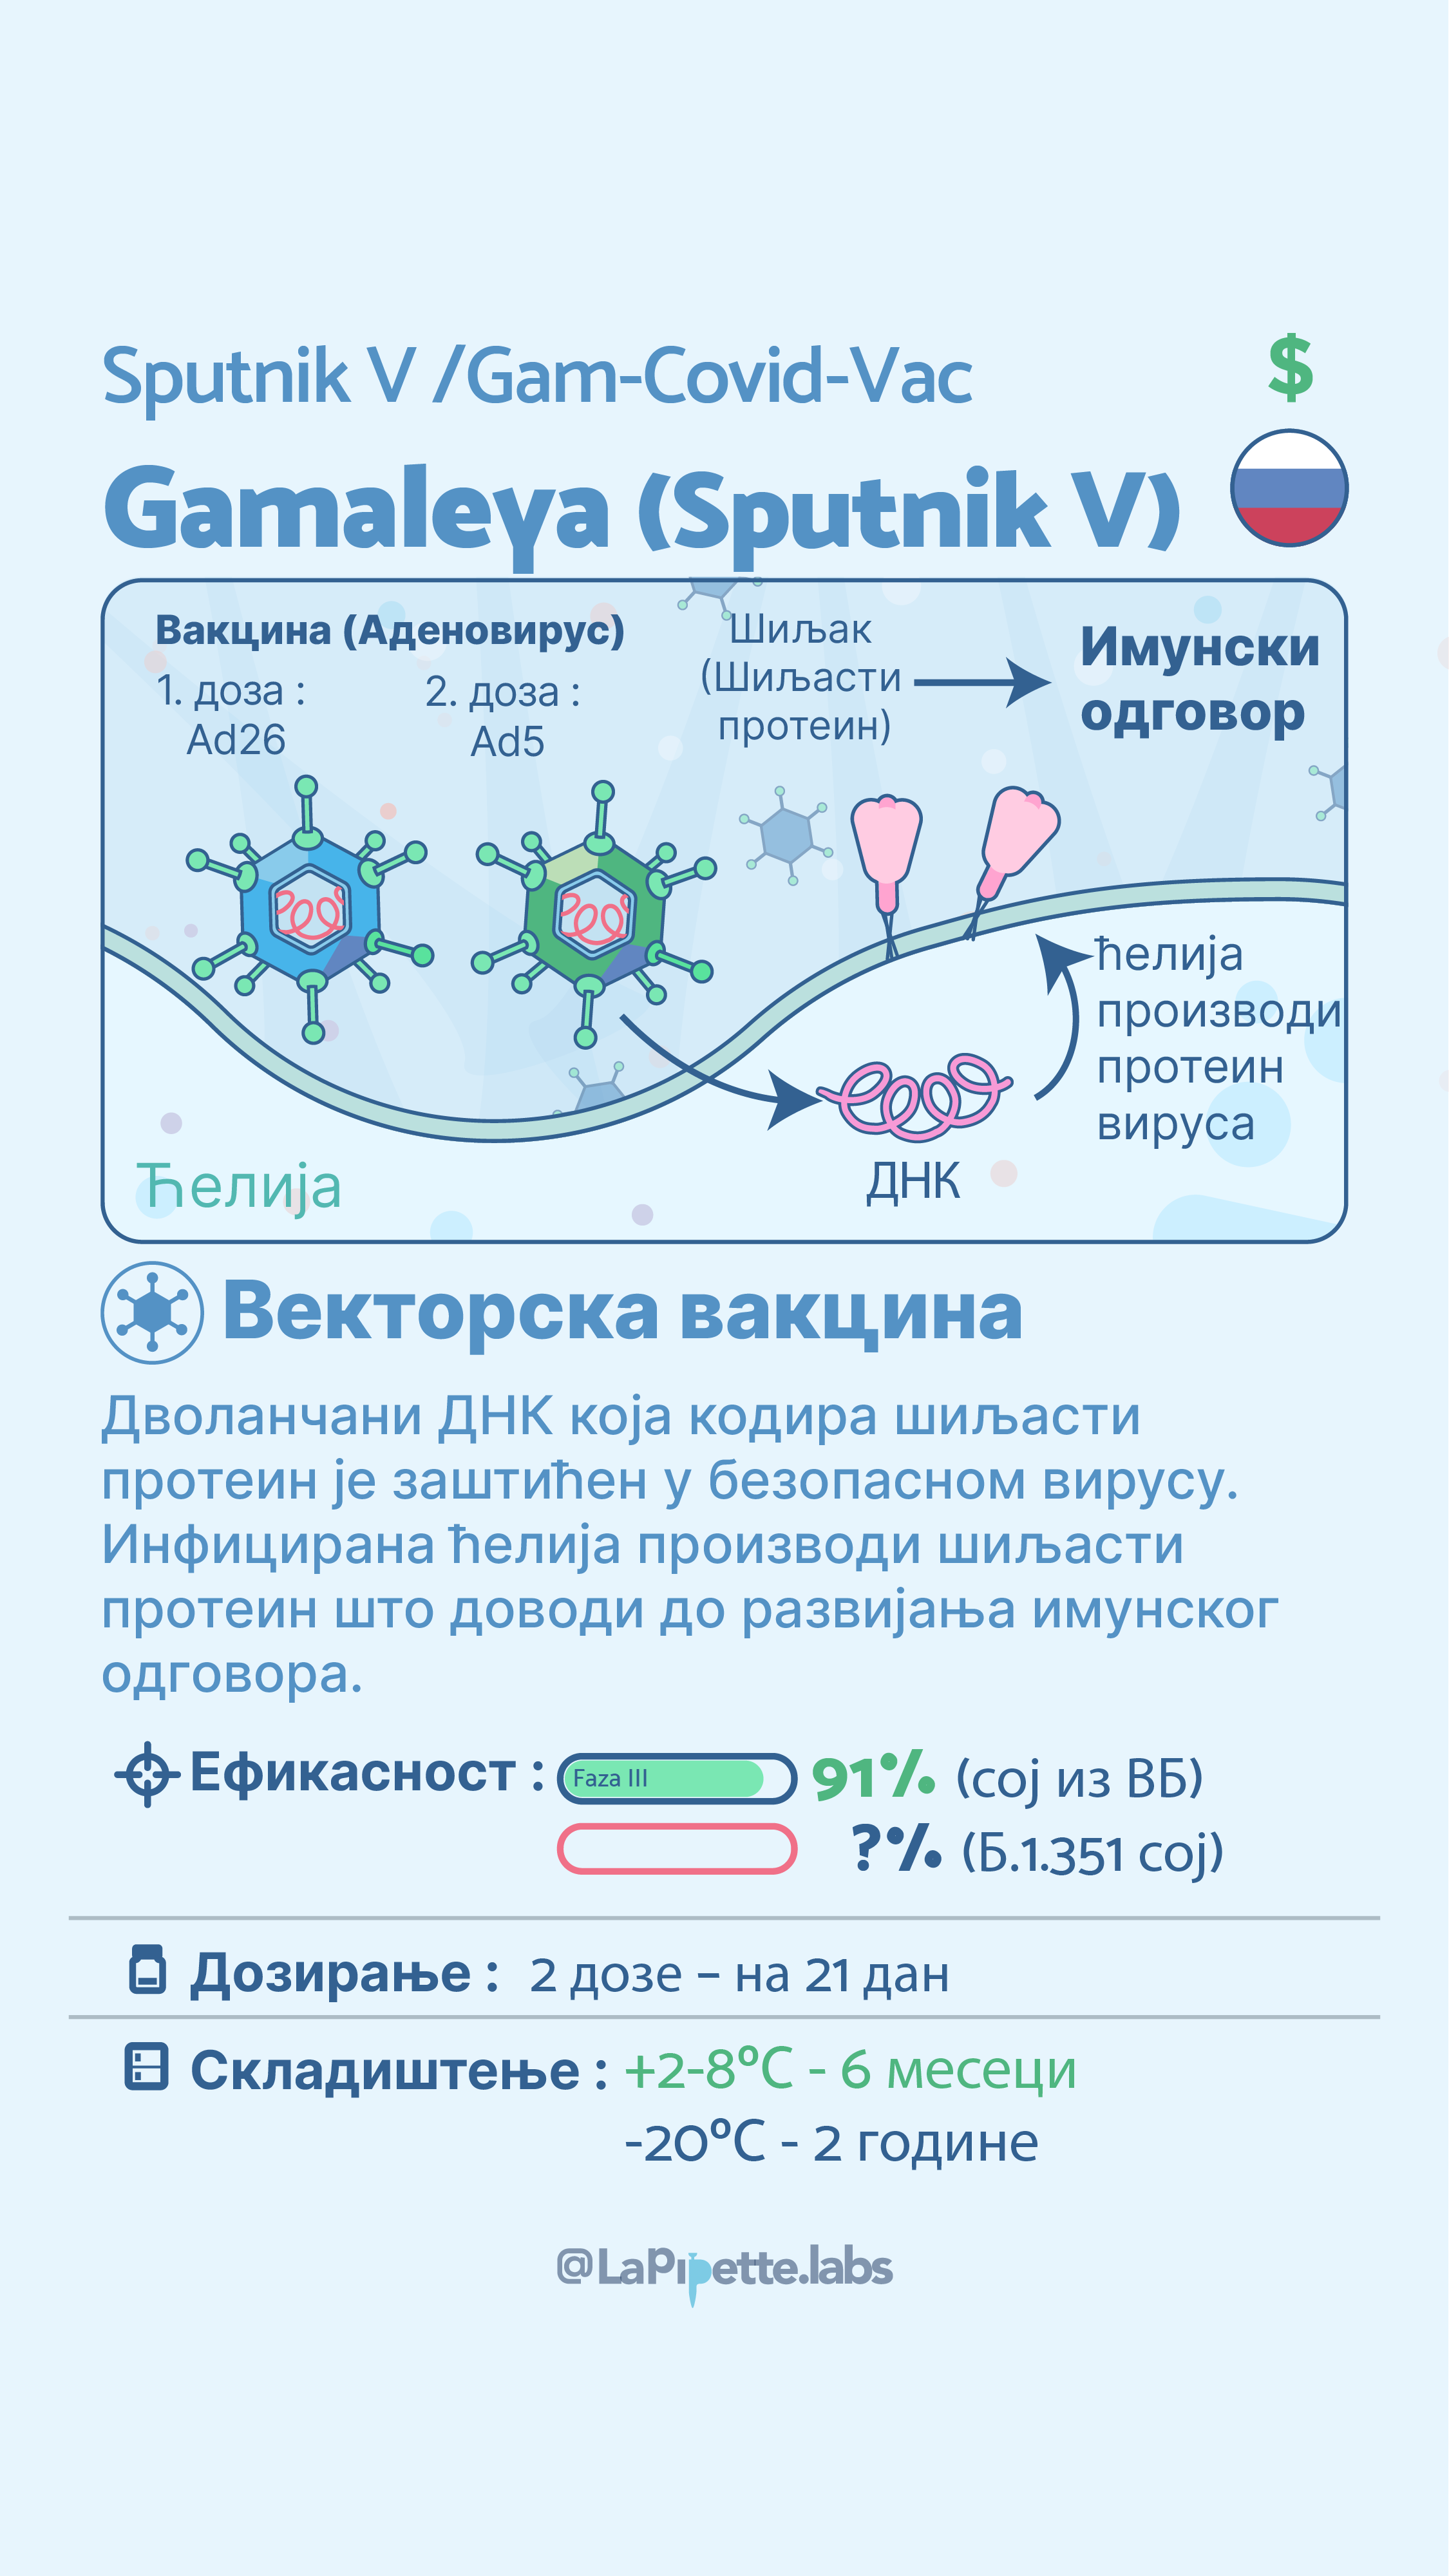 Sputnik V /Gam-Covid-Vac
$
Gamaleya (Sputnik V)
Вакцина (Аденовирус)
1. доза :
Ad26
2. доза :
Ad5
Шиљак
(Шиљасти
протеин)
Имунски
одговор
ћелија
производи
протеин
вируса
ДНК
Ћелија
Векторска вакцина
Дволанчани ДНК која кодира шиљасти
протеин је заштићен у безопасном вирусу.
Инфицирана ћелија производи шиљасти
протеин што доводи до развијања имунског
одговора.
Ефикасност : Faza III 91% (сој из ВБ)
?% (Б.1.351 сој)
Дозирање : 2 дозе – на 21 дан
Складиштење : +2-8ºC - 6 месеци
-20ºC - 2 године
@LaPipette.labs